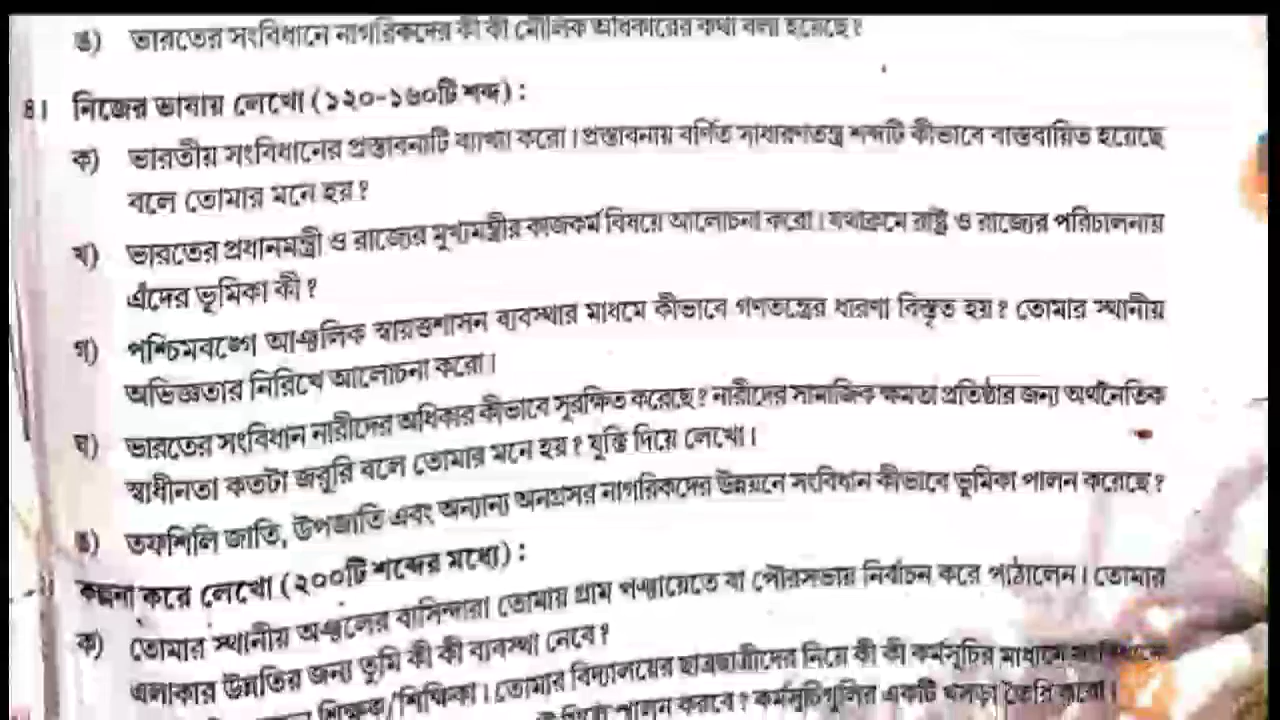 ঙ) ভারতের সংবিধানে নাগরিকদের কী কী মৌলিক অধিকারের কথা বলা হয়েছে?
৪। নিজের ভাষায় লেখো (১২০-১৬০টি শব্দ) :
ক) ভারতীয় সংবিধানের প্রস্তাবনাটি ব্যাখ্যা করো। প্রস্তাবনায় বর্ণিত সাধারণতন্ত্র শব্দটি কীভাবে বাস্তবায়িত হয়েছে
বলে তোমার মনে হয়?
খ) ভারতের প্রধানমন্ত্রী ও রাজ্যের মুখ্যমন্ত্রীর কাজকর্ম বিষয়ে আলোচনা করো। যথাক্রমে রাষ্ট্র ও রাজ্যের পরিচালনায়
এঁদের ভূমিকা কী?
গ) পশ্চিমবঙ্গে আঞ্চলিক স্বায়ত্তশাসন ব্যবস্থার মাধ্যমে কীভাবে গণতন্ত্রের ধারণা বিস্তৃত হয়? তোমার স্থানীয়
অভিজ্ঞতার নিরিখে আলোচনা করো।
ঘ) ভারতের সংবিধান নারীদের অধিকার কীভাবে সুরক্ষিত করেছে? নারীদের সামাজিক ক্ষমতা প্রতিষ্ঠার জন্য অর্থনৈতিক
স্বাধীনতা কতটা জরুরি বলে তোমার মনে হয়? যুক্তি দিয়ে লেখো।
ঙ) তফশিলি জাতি, উপজাতি এবং অন্যান্য অনগ্রসর নাগরিকদের উন্নয়নে সংবিধান কীভাবে ভূমিকা পালন করেছে?
কল্পনা করে লেখো (২০০টি শব্দের মধ্যে) :
ক) তোমার স্থানীয় অঞ্চলের বাসিন্দারা তোমায় গ্রাম পঞ্চায়েতে বা পৌরসভায় নির্বাচন করে পাঠালেন। তোমার
এলাকার উন্নতির জন্য তুমি কী কী ব্যবস্থা নেবে?
শিক্ষক/শিক্ষিকা। তোমার বিদ্যালয়ের ছাত্রছাত্রীদের নিয়ে কী কী কর্মসূচির মাধ্যমে
পালন করবে? কর্মসূচিগুলির একটি খসড়া তৈরি করো।